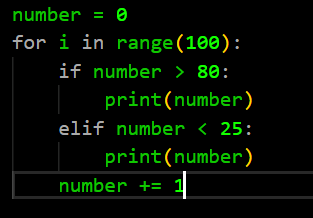 number = 0
for i in range(100):
    if number > 80:
        print(number)
    elif number < 25:
        print(number)
    number += 1